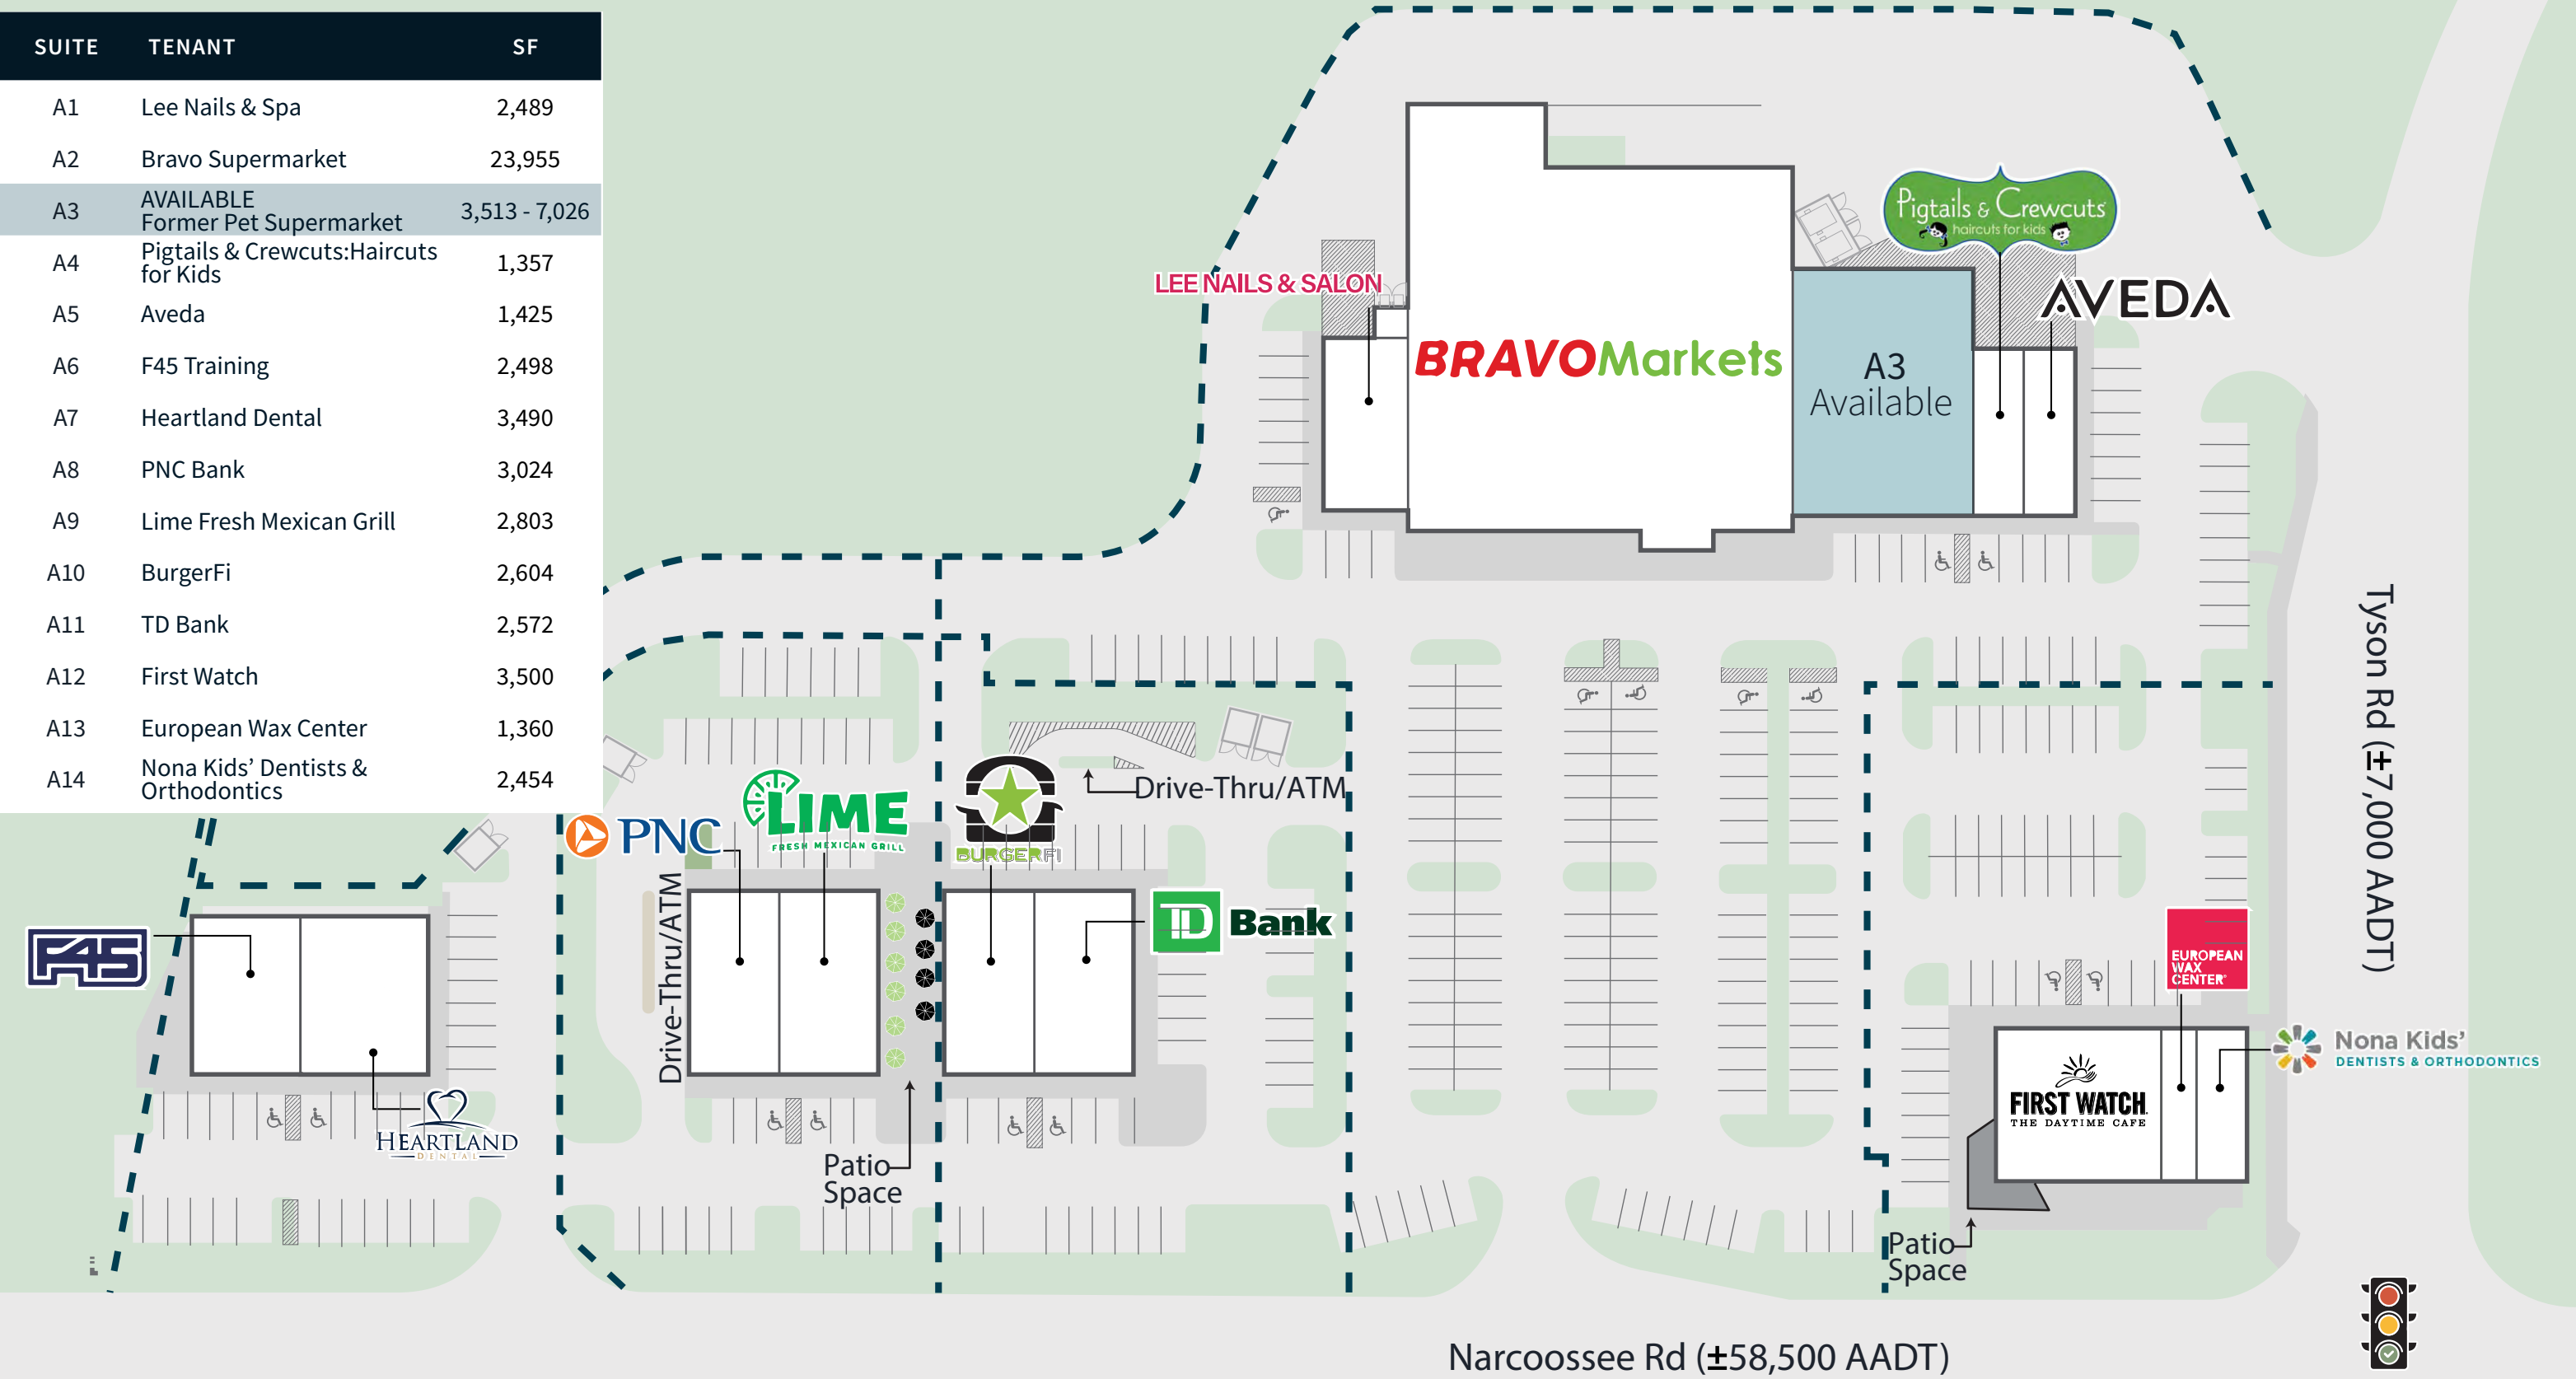 SUITE TENANT SF
A1 Lee Nails & Spa 2,489
A2 Bravo Supermarket 23,955
A3 AVAILABLE
Former Pet Supermarket 3,513 - 7,026
A4 Pigtails & Crewcuts:Haircuts
for Kids 1,357
A5 Aveda 1,425
A6 F45 Training 2,498
A7 Heartland Dental 3,490
A8 PNC Bank 3,024
A9 Lime Fresh Mexican Grill 2,803
A10 BurgerFi 2,604
A11 TD Bank 2,572
A12 First Watch 3,500
A13 European Wax Center 1,360
A14 Nona Kids’ Dentists &
Orthodontics 2,454
Pigtails & Crewcuts
haircuts for kids
LEE NAILS & SALON
AVEDA
BRAVO Markets
A3
Available
Tyson Rd (±7,000 AADT)
Drive-Thru/ATM
PNC
LIME
FRESH MEXICAN GRILL
BURGERFI
Drive-Thru/ATM
TD Bank
F45
HEARTLAND
DENTAL
Patio
Space
EUROPEAN
WAX
CENTER
Nona Kids’
DENTISTS & ORTHODONTICS
FIRST WATCH
THE DAYTIME CAFE
Patio
Space
Narcoossee Rd (±58,500 AADT)